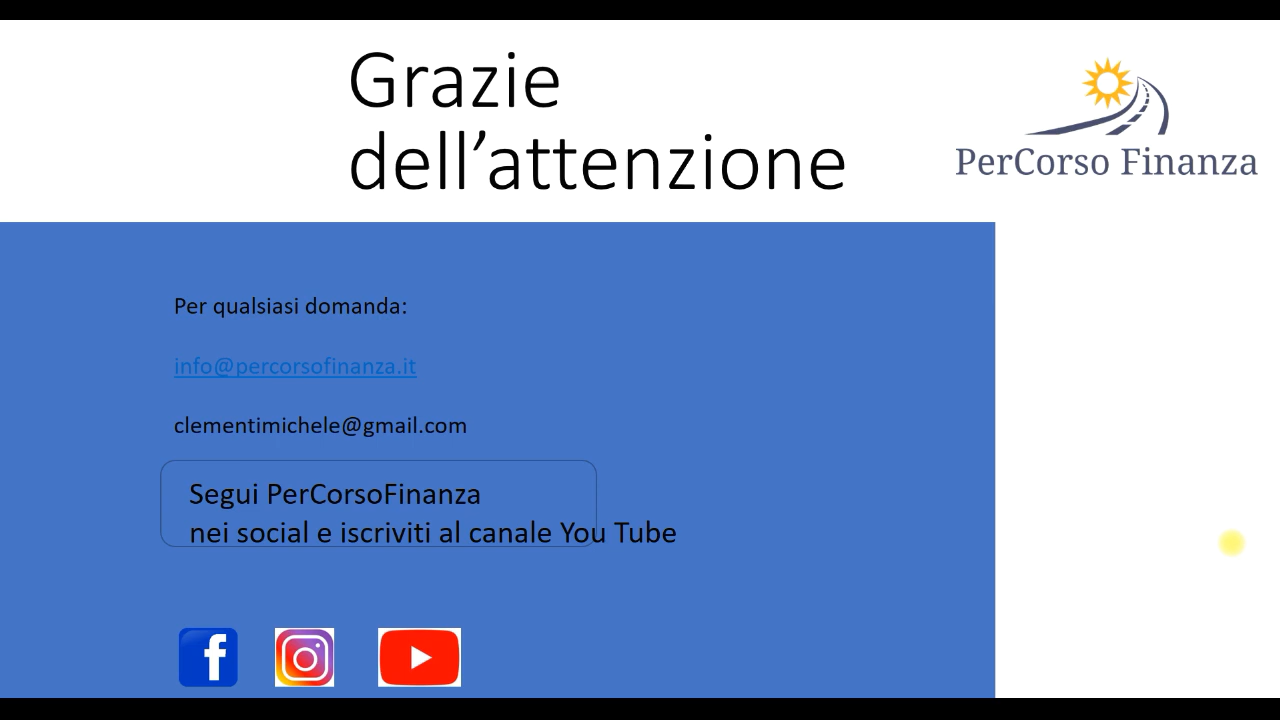 Grazie
dell’attenzione
PerCorso Finanza
Per qualsiasi domanda:
info@percorsofinanza.it
clementimichele@gmail.com
Segui PerCorsoFinanza
nei social e iscriviti al canale You Tube